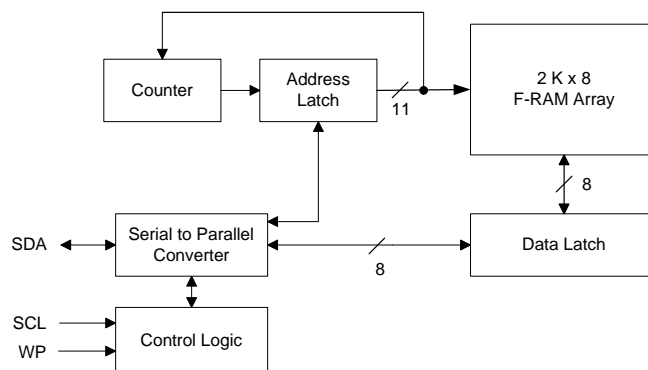 Counter
Address
Latch
11
2 K x 8
F-RAM Array
8
SDA
Serial to Parallel
Converter
8
Data Latch
SCL
WP
Control Logic